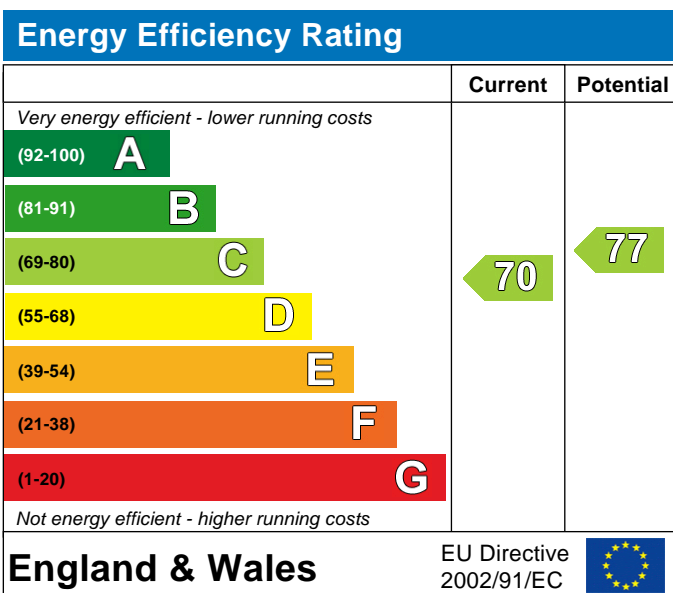 Energy Efficiency Rating
Current Potential
Very energy efficient - lower running costs
(92-100) A
(81-91) B
(69-80) C
70
77
(55-68) D
(39-54) E
(21-38) F
(1-20) G
Not energy efficient - higher running costs
England & Wales
EU Directive
2002/91/EC